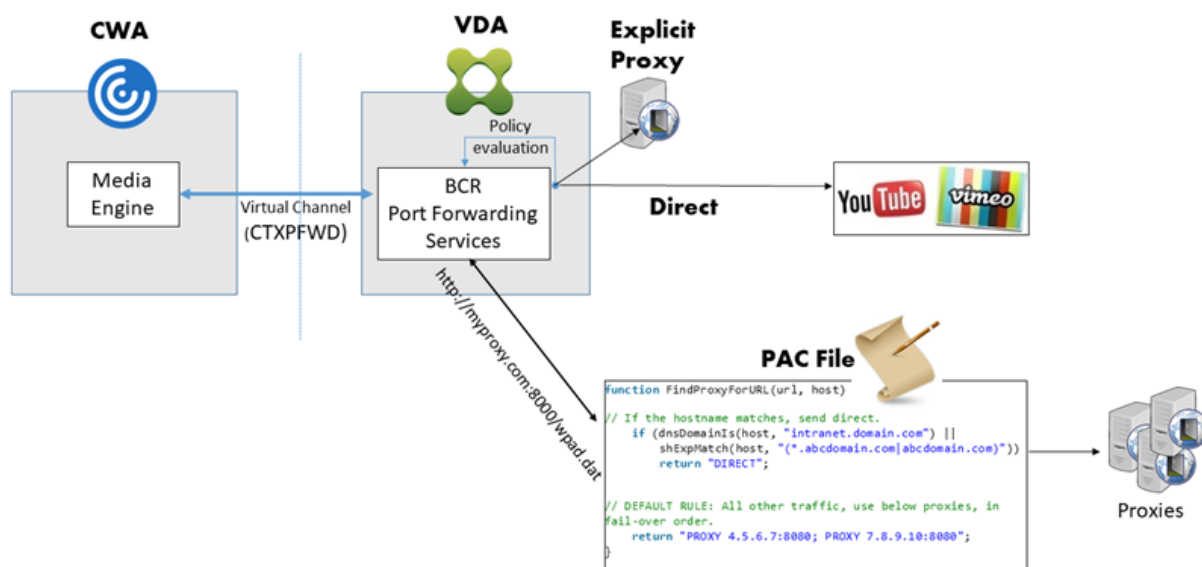 CWA
VDA
Explicit
Proxy
Policy
evaluation
Media
Engine
Virtual Channel
(CTXPFWD)
BCR
Port Forwarding
Services
Direct
YouTube
vimeo
http://myproxy.com:8000/wpad.dat
PAC File
function FindProxyForURL(url, host)
// If the hostname matches, send direct.
if (dnsDomainIs(host, "intranet.domain.com") ||
shExpMatch(host, "(*.abcdomain.com|abcdomain.com)"))
return "DIRECT";
// DEFAULT RULE: All other traffic, use below proxies, in
fail-over order.
return "PROXY 4.5.6.7:8080; PROXY 7.8.9.10:8080";
}
Proxies